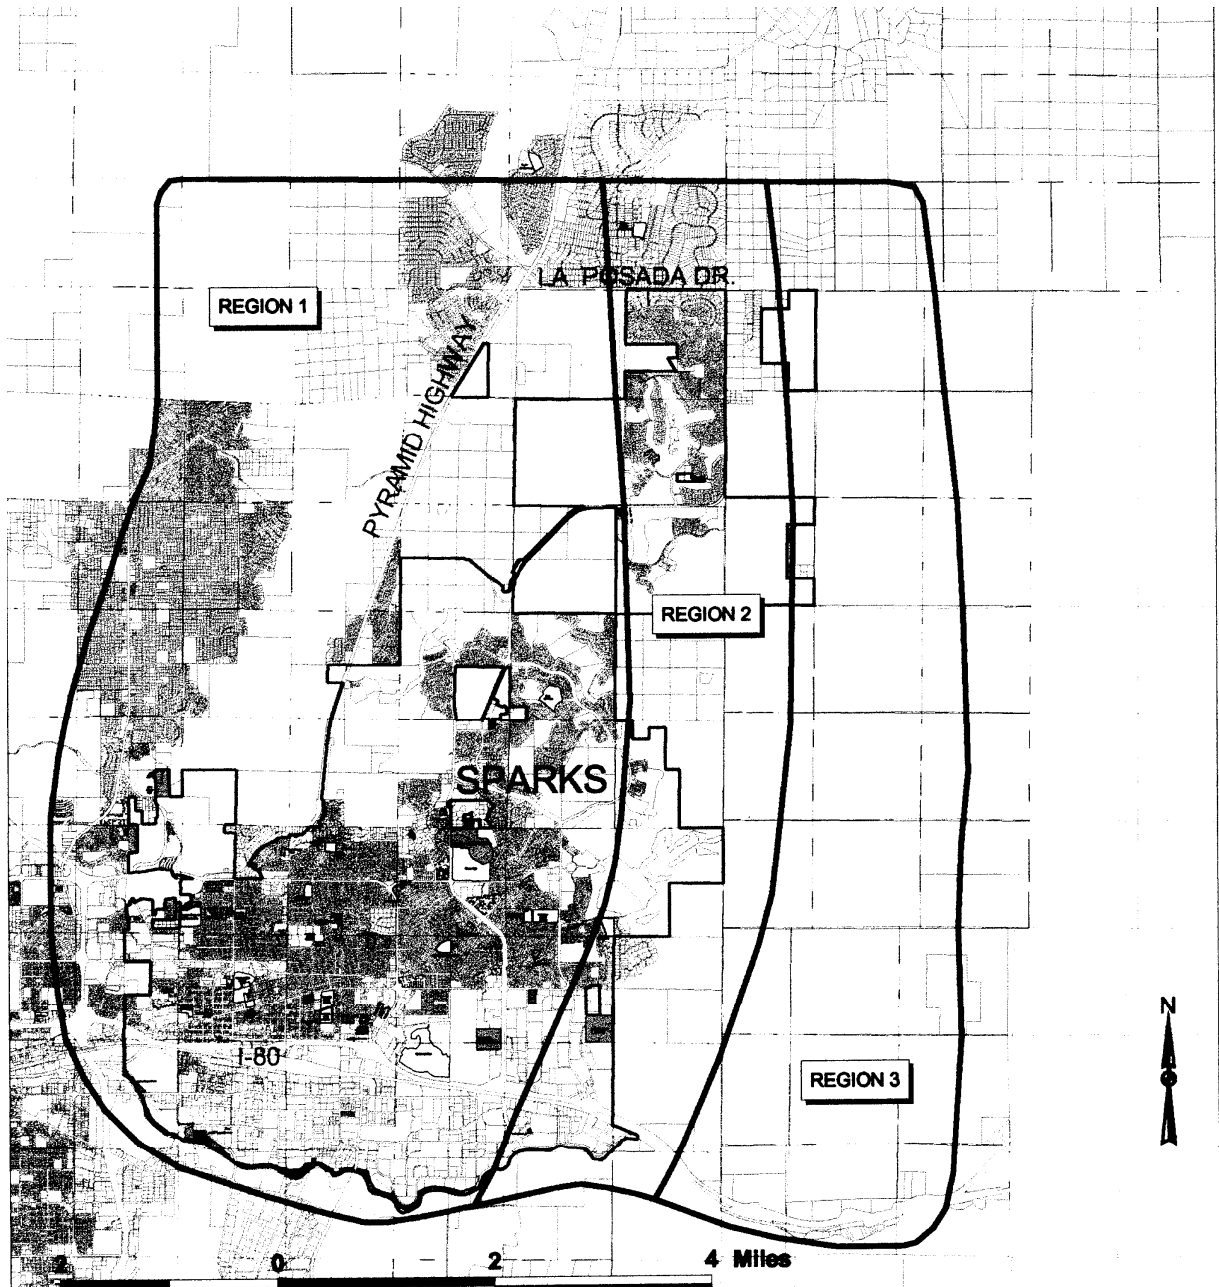 LA POSADA DR.
REGION 1
PYRAMID HIGHWAY
REGION 2
SPARKS
N
I-80
REGION 3
2 0 2 4 Miles